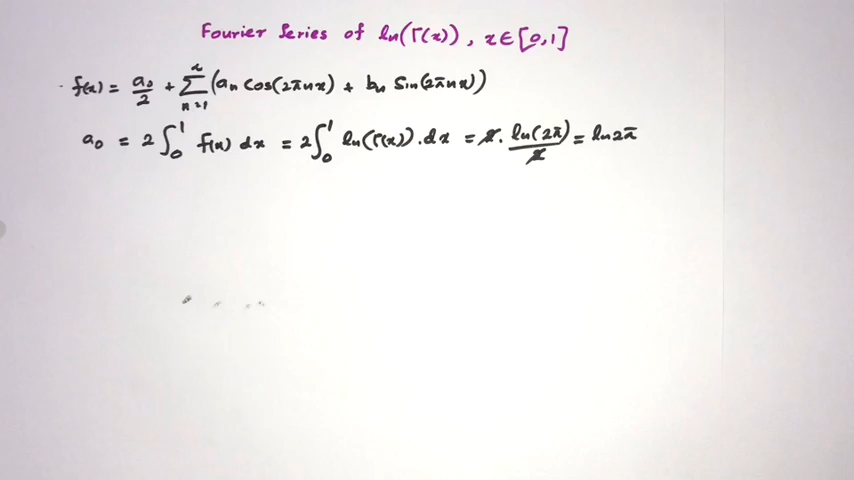 Fourier Series of ln(Γ(x)), x∈[0,1]
f(x) = a₀/2 + ∑_{n=1}^{∞} (aₙ cos(2πnx) + bₙ sin(2πnx))
a₀ = 2 ∫₀¹ f(x) dx = 2 ∫₀¹ ln(Γ(x)).dx = 2. ln(2π)/2 = ln2π